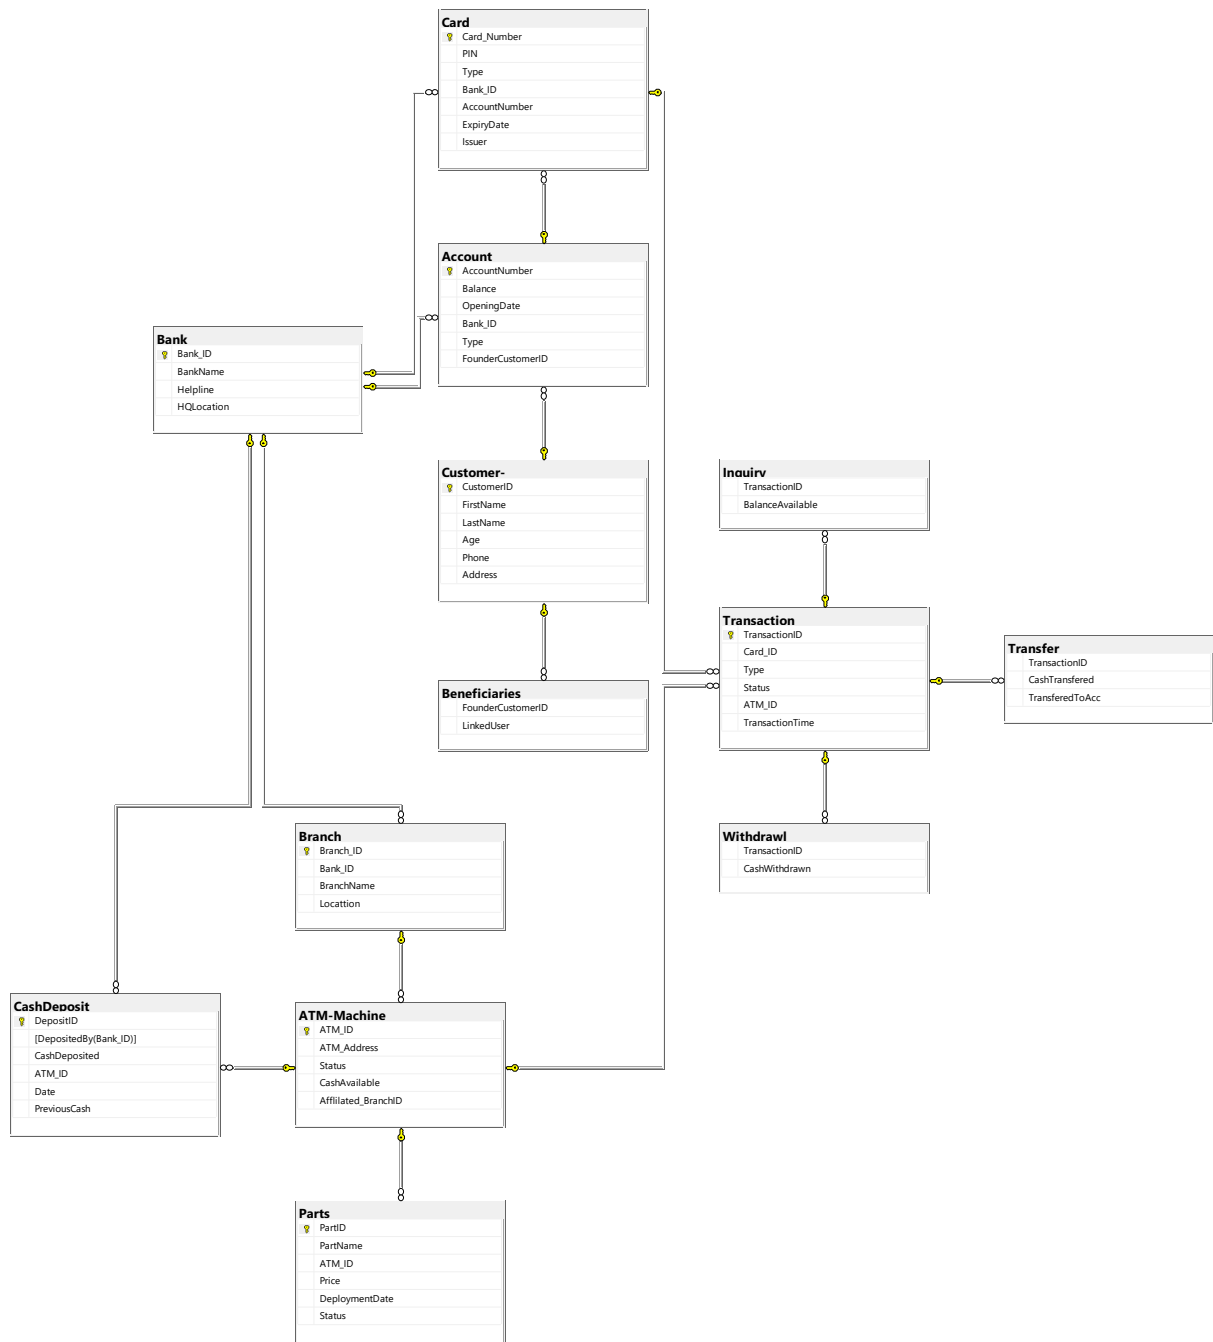 Card
Card_Number
PIN
Type
Bank_ID
AccountNumber
ExpiryDate
Issuer
Account
AccountNumber
Balance
OpeningDate
Bank_ID
Type
FounderCustomerID
Bank
Bank_ID
BankName
Helpline
HQLocation
Customer-
CustomerID
FirstName
LastName
Age
Phone
Address
Inquiry
TransactionID
BalanceAvailable
Transaction
TransactionID
Card_ID
Type
Status
ATM_ID
TransactionTime
Transfer
TransactionID
CashTransfered
TransferedToAcc
Beneficiaries
FounderCustomerID
LinkedUser
Branch
Branch_ID
Bank_ID
BranchName
Locattion
Withdrawl
TransactionID
CashWithdrawn
CashDeposit
DepositID
[DepositedBy(Bank_ID)]
CashDeposited
ATM_ID
Date
PreviousCash
ATM-Machine
ATM_ID
ATM_Address
Status
CashAvailable
Afflilated_BranchID
Parts
PartID
PartName
ATM_ID
Price
DeploymentDate
Status